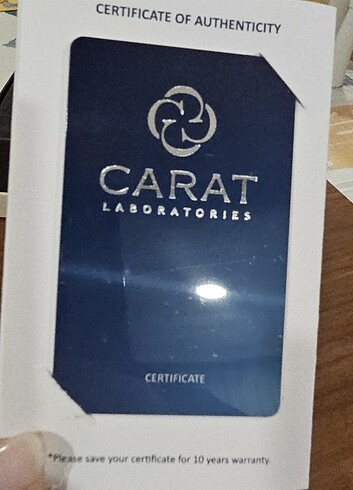 CERTIFICATE OF AUTHENTICITY
CARAT
LABORATORIES
CERTIFICATE
*Please save your certificate for 10 years warranty.